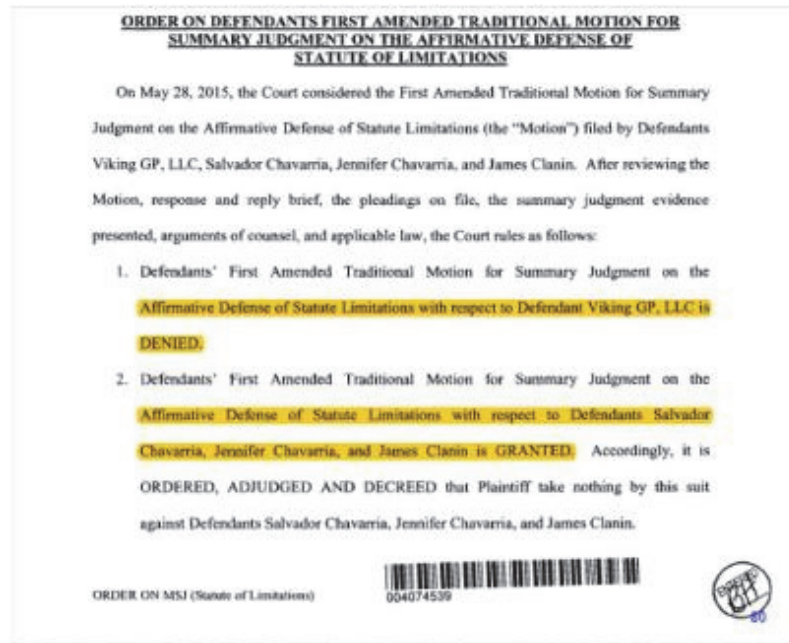 ORDER ON DEFENDANTS FIRST AMENDED TRADITIONAL MOTION FOR
SUMMARY JUDGMENT ON THE AFFIRMATIVE DEFENSE OF
STATUTE OF LIMITATIONS
On May 28, 2015, the Court considered the First Amended Traditional Motion for Summary
Judgment on the Affirmative Defense of Statute Limitations (the “Motion”) filed by Defendants
Viking GP, LLC, Salvador Chavarria, Jennifer Chavarria, and James Clanin. After reviewing the
Motion, response and reply brief, the pleadings on file, the summary judgment evidence
presented, arguments of counsel, and applicable law, the Court rules as follows:
1. Defendants’ First Amended Traditional Motion for Summary Judgment on the
Affirmative Defense of Statute Limitations with respect to Defendant Viking GP, LLC is
DENIED.
2. Defendants’ First Amended Traditional Motion for Summary Judgment on the
Affirmative Defense of Statute Limitations with respect to Defendants Salvador
Chavarria, Jennifer Chavarria, and James Clanin is GRANTED. Accordingly, it is
ORDERED, ADJUDGED AND DECREED that Plaintiff take nothing by this suit
against Defendants Salvador Chavarria, Jennifer Chavarria, and James Clanin.
ORDER ON MSJ (Statute of Limitations)
004074539
60